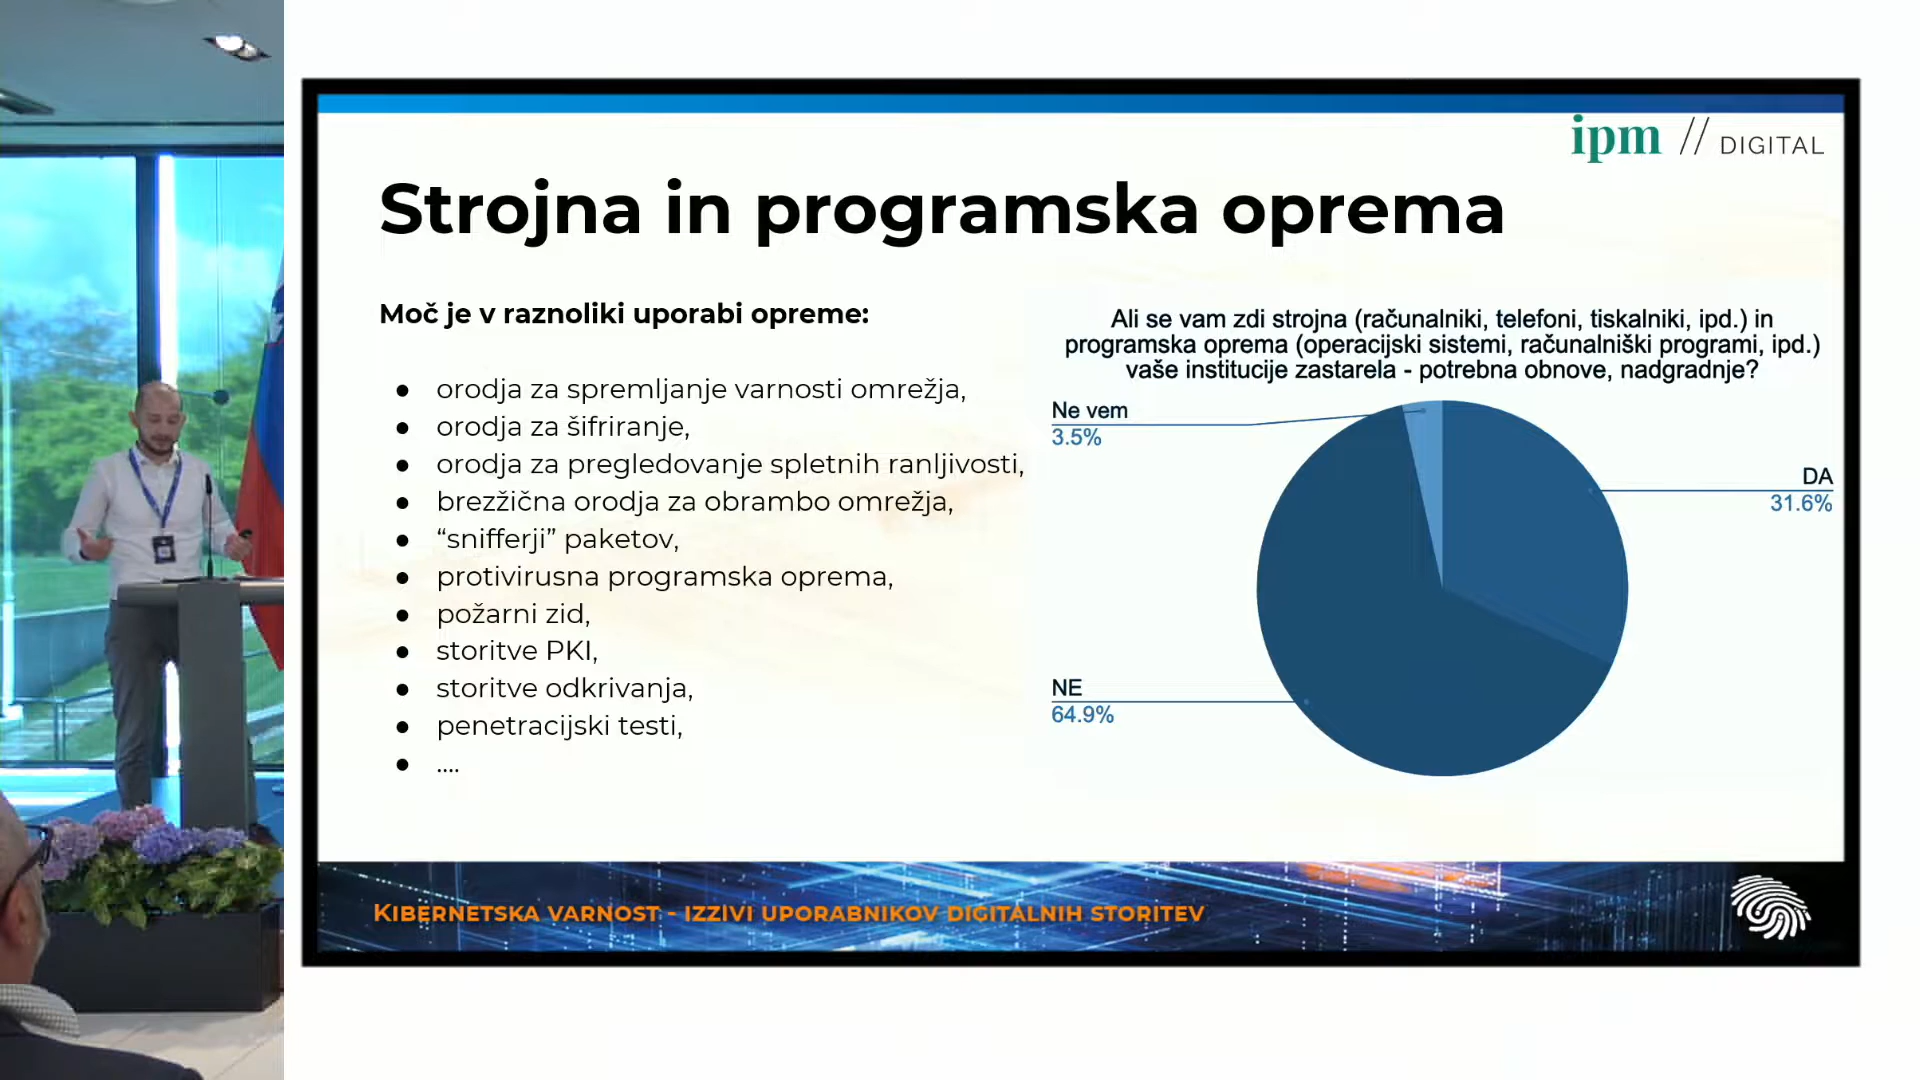 ipm // DIGITAL
Strojna in programska oprema
Moč je v raznoliki uporabi opreme:
● orodja za spremljanje varnosti omrežja,
● orodja za šifriranje,
● orodja za pregledovanje spletnih ranljivosti,
● brezžična orodja za obrambo omrežja,
● “snifferji” paketov,
● protivirusna programska oprema,
● požarni zid,
● storitve PKI,
● storitve odkrivanja,
● penetracijski testi,
● ....
Ali se vam zdi strojna (računalniki, telefoni, tiskalniki, ipd.) in
programska oprema (operacijski sistemi, računalniški programi, ipd.)
vaše institucije zastarela - potrebna obnove, nadgradnje?
Ne vem
3.5%
DA
31.6%
NE
64.9%
KIBERNETSKA VARNOST - IZZIVI UPORABNIKOV DIGITALNIH STORITEV